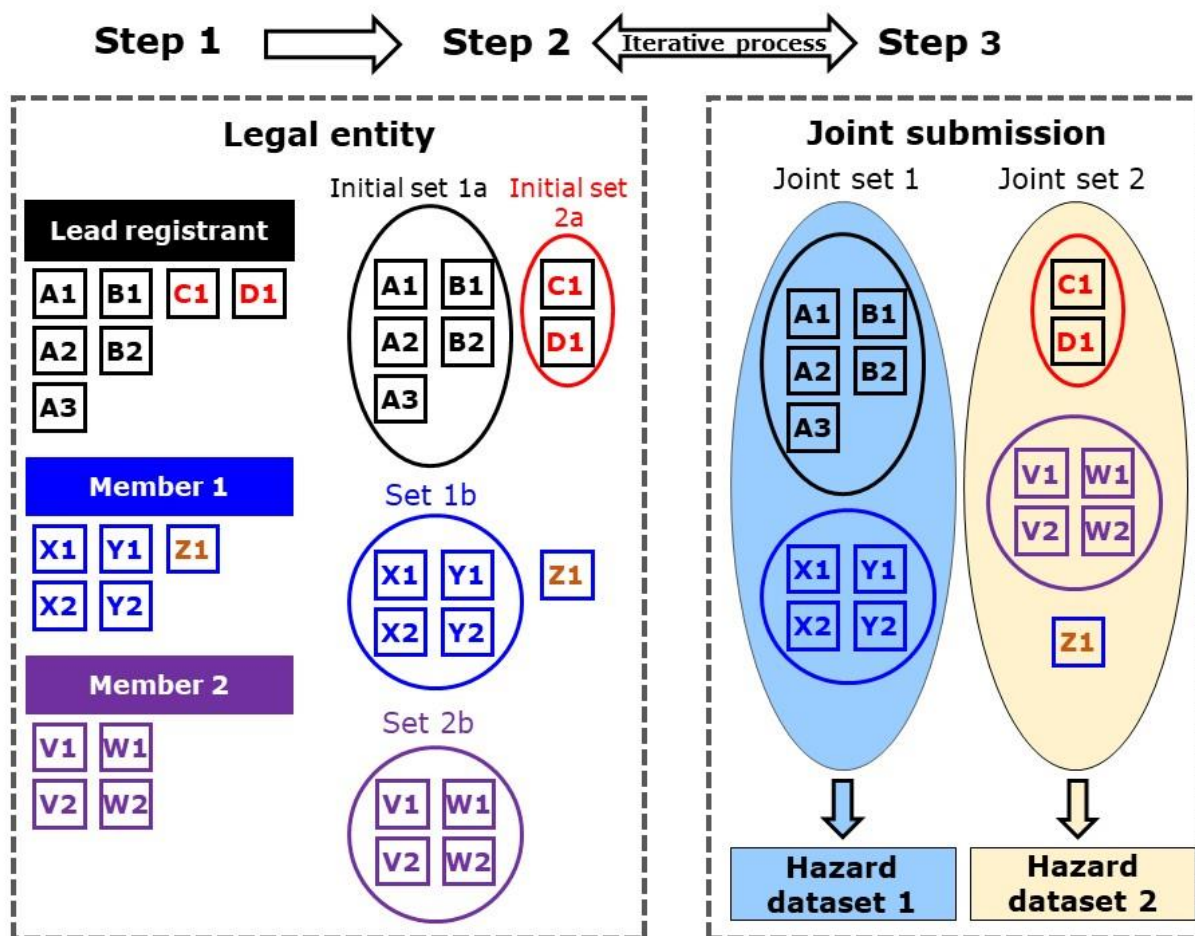 Step 1
Step 2
Iterative process
Step 3
Legal entity
Lead registrant
A1 B1 C1 D1
A2 B2
A3
Member 1
X1 Y1 Z1
X2 Y2
Member 2
V1 W1
V2 W2
Initial set 1a
A1 B1
A2 B2
A3
Initial set
2a
C1
D1
Set 1b
X1 Y1
X2 Y2
Z1
Set 2b
V1 W1
V2 W2
Joint submission
Joint set 1
A1 B1
A2 B2
A3
X1 Y1
X2 Y2
Hazard
dataset 1
Joint set 2
C1
D1
V1 W1
V2 W2
Z1
Hazard
dataset 2